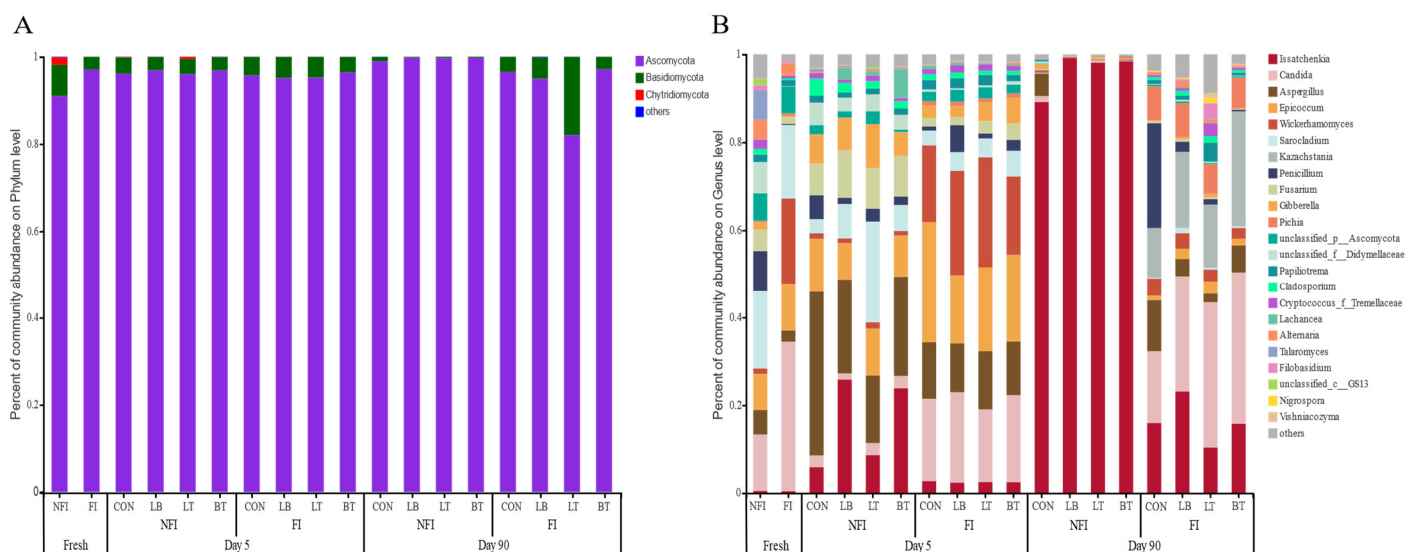 A
Percent of community abundance on Phylum level
1
0.8
0.6
0.4
0.2
0
NFI FI CON LB LT BT CON LB LT BT CON LB LT BT CON LB LT BT
NFI FI NFI FI
Fresh Day 5 Day 90
Ascomycota
Basidiomycota
Chytridiomycota
others
B
Percent of community abundance on Genus level
1
0.8
0.6
0.4
0.2
0
NFI FI CON LB LT BT CON LB LT BT CON LB LT BT CON LB LT BT
NFI FI NFI FI
Fresh Day 5 Day 90
Issatchenkia
Candida
Aspergillus
Epicoccum
Wickerhamomyces
Sarocladium
Kazachstania
Penicillium
Fusarium
Gibberella
Pichia
unclassified_p__Ascomycota
unclassified_f__Didymellaceae
Papiliotrema
Cladosporium
Cryptococcus_f_Tremellaceae
Lachancea
Alternaria
Talaromyces
Filobasidium
unclassified_c__GS13
Nigrospora
Vishniacozyma
others